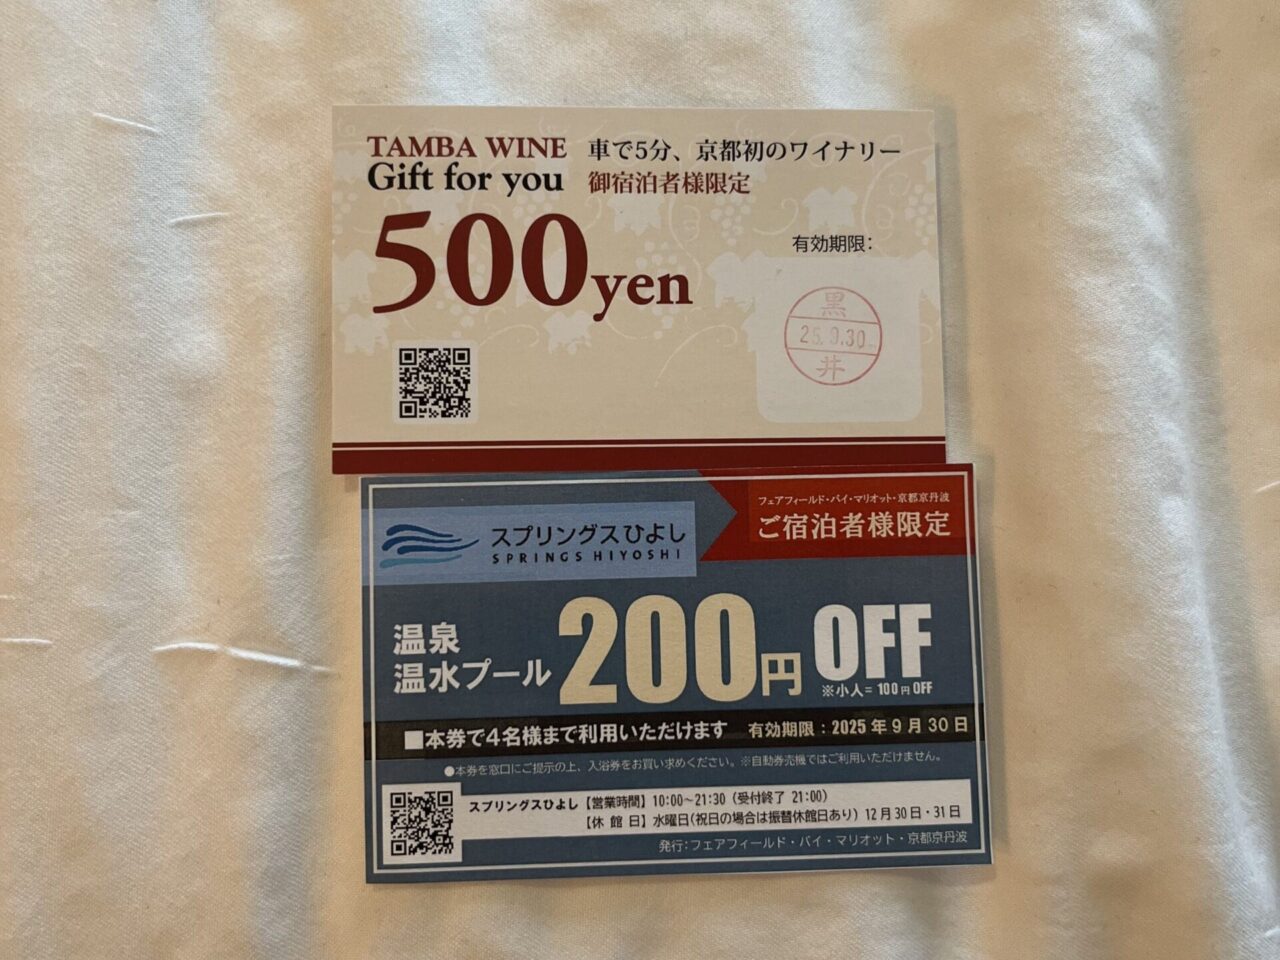 TAMBA WINE 車で5分、京都初のワイナリー
Gift for you 御宿泊者様限定
500yen
有効期限:
黒
25.9.30
井
フェアフィールド・バイ・マリオット・京都京丹波
ご宿泊者様限定
スプリングスひよし
SPRINGS HIYOSHI
温泉
温水プール
200円 OFF
※小人=100円OFF
■本券で4名様まで利用いただけます 有効期限:2025年9月30日
●本券を窓口にご提示の上、入浴券をお買い求めください。※自動券売機ではご利用いただけません。
スプリングスひよし【営業時間】10:00~21:30(受付終了 21:00)
【休館日】水曜日(祝日の場合は振替休館日あり)12月30日・31日
発行:フェアフィールド・バイ・マリオット・京都京丹波